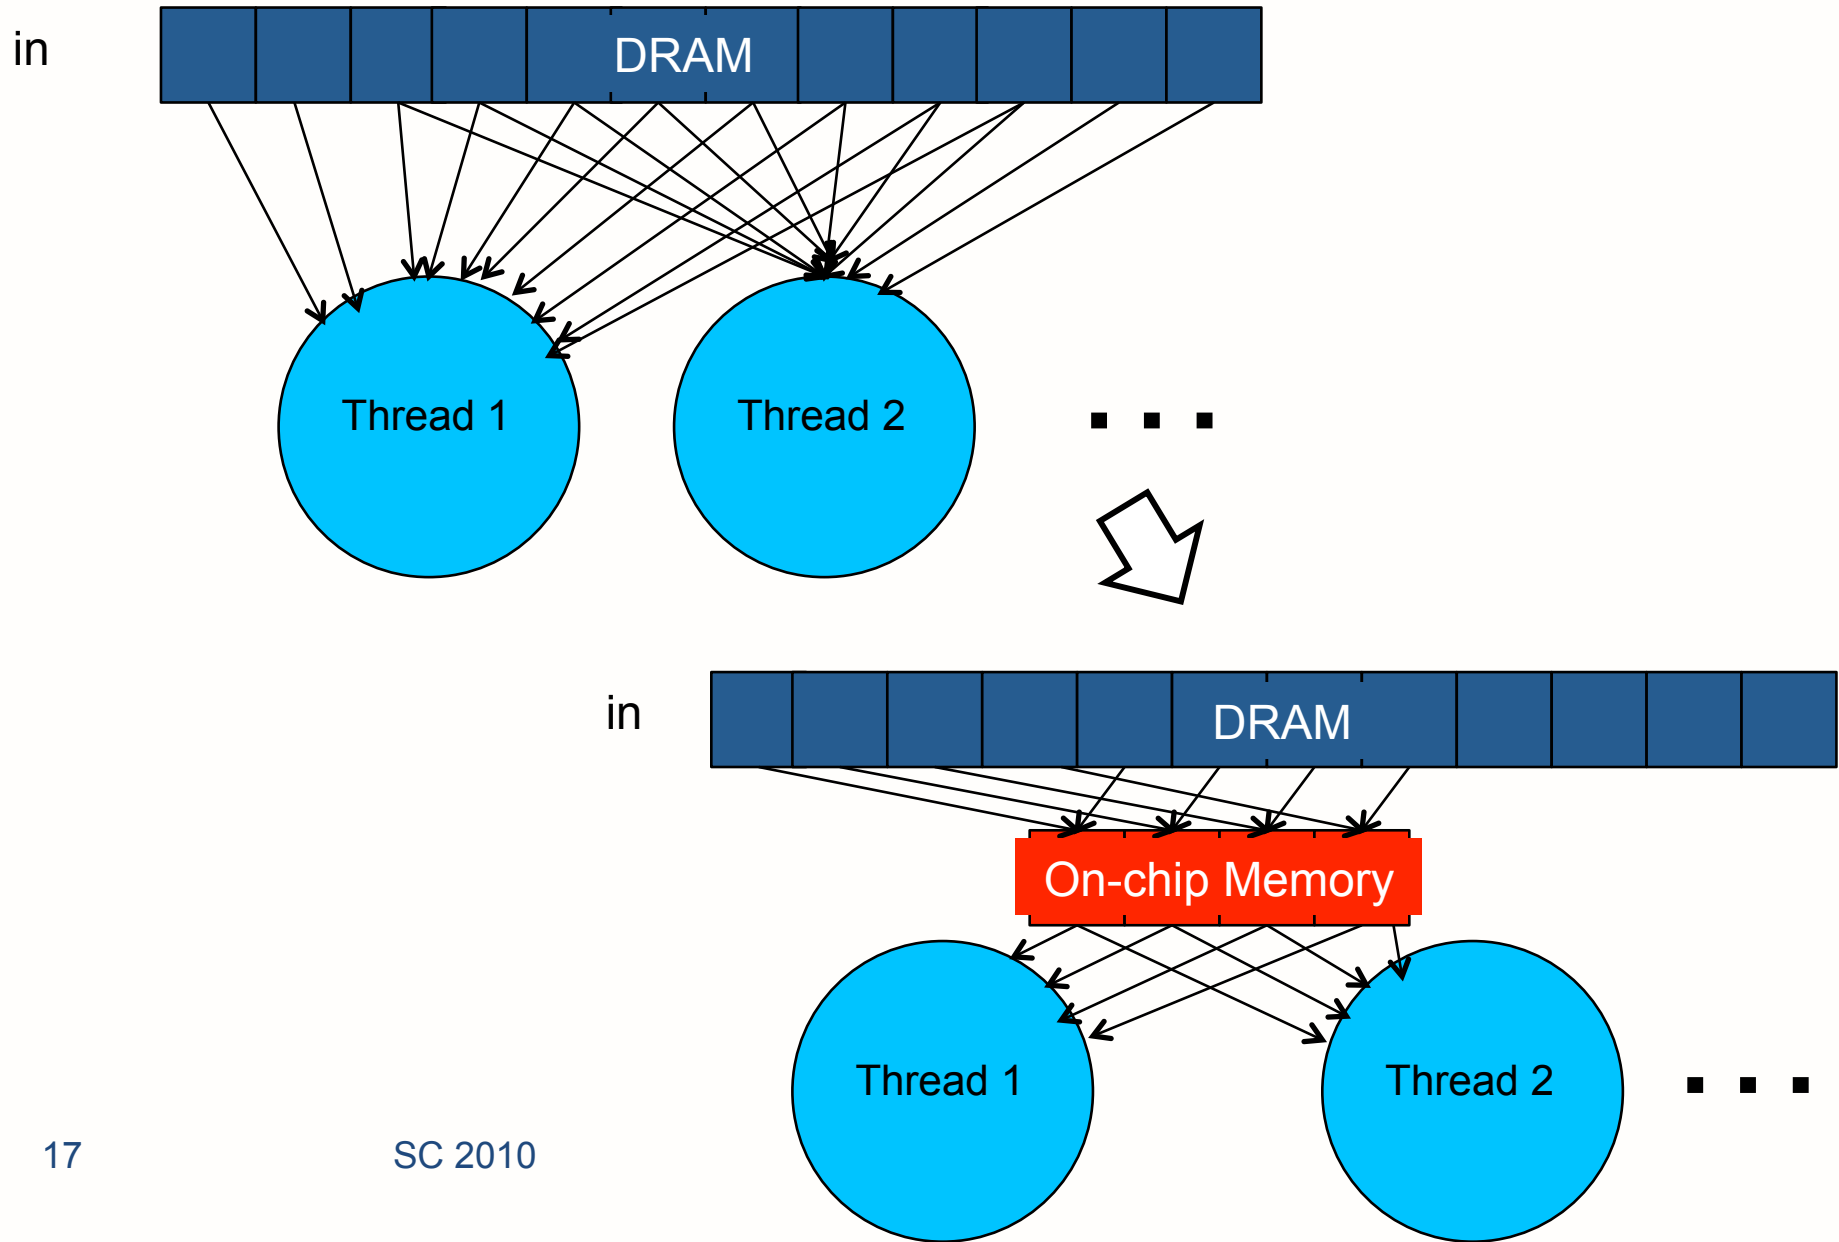 in
DRAM
Thread 1
Thread 2
. . .
in
DRAM
On-chip Memory
Thread 1
Thread 2
. . .
17
SC 2010